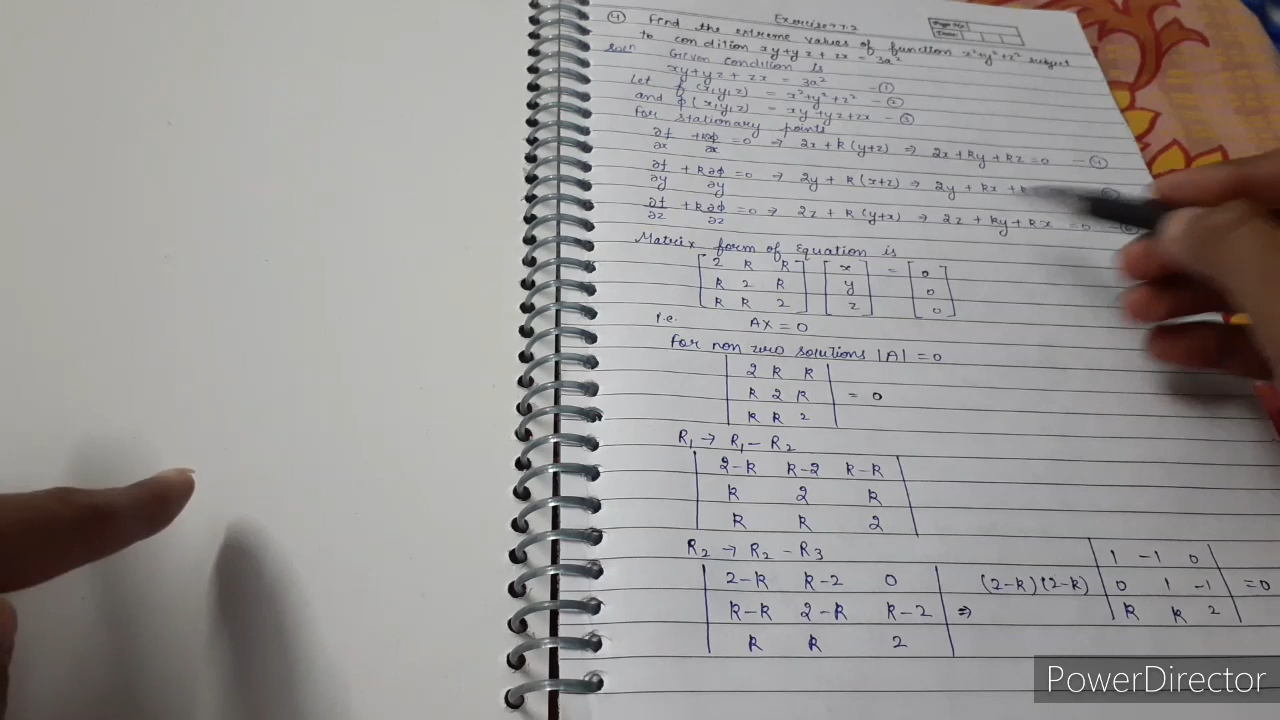 Exercise - 7.2
Page No.
Date
④ Find the extreme values of function x²+y²+z² subject
to condition xy+yz+zx = 3a²
Soln Given condition is
xy+yz+zx = 3a² -①
Let f(x,y,z) = x²+y²+z² -②
and ϕ(x,y,z) = xy+yz+zx -③
For stationary points
∂f/∂x + k∂ϕ/∂x = 0 → 2x + k(y+z) ⇒ 2x + ky + kz = 0 -④
∂f/∂y + k∂ϕ/∂y = 0 → 2y + k(x+z) ⇒ 2y + kx +
∂f/∂z + k∂ϕ/∂z = 0 ⇒ 2z + k(y+x) ⇒ 2z + ky + kx = 0 -⑥
Matrix form of Equation is
[2 k k] [x] = [0]
[k 2 k] [y] [0]
[k k 2] [z] [0]
i.e. AX = 0
For non zero solutions |A| = 0
|2 k k|
|k 2 k| = 0
|k k 2|
R₁ → R₁ - R₂
|2-k k-2 k-k|
|k 2 k|
|k k 2|
R₂ → R₂ - R₃
|2-k k-2 0| |1 -1 0|
|k-k 2-k k-2| ⇒ (2-k)(2-k) |0 1 -1| = 0
|k k 2| |k k 2|
PowerDirector